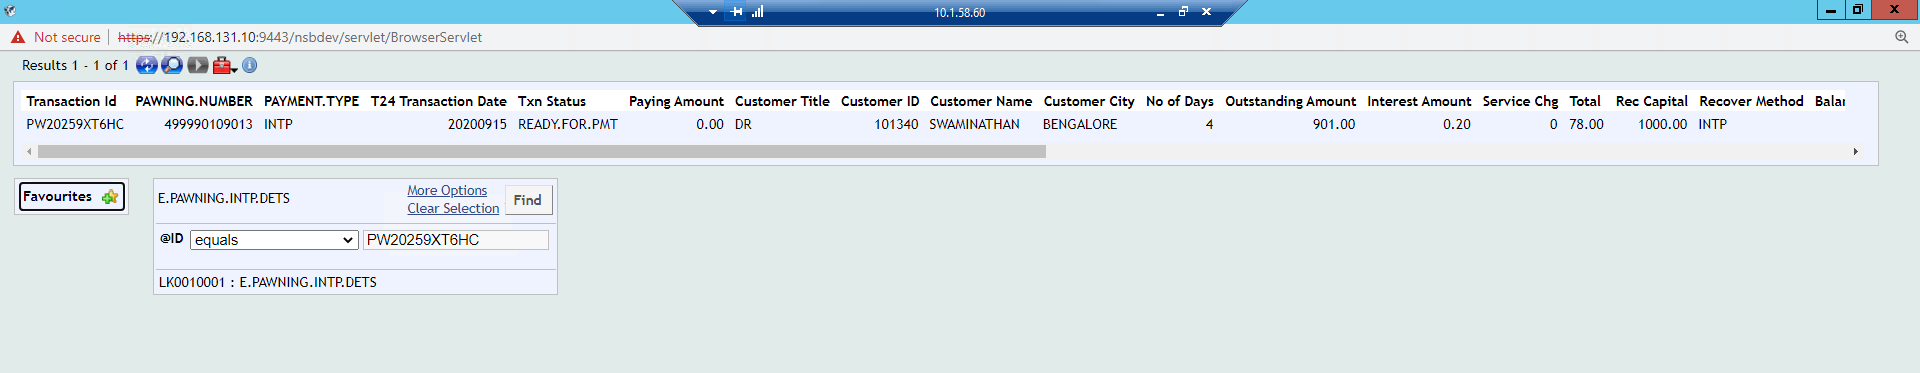 10.1.58.60
Not secure | https://192.168.131.10:9443/nsbdev/servlet/BrowserServlet
Results 1 - 1 of 1
Transaction Id PAWNING.NUMBER PAYMENT.TYPE T24 Transaction Date Txn Status Paying Amount Customer Title Customer ID Customer Name Customer City No of Days Outstanding Amount Interest Amount Service Chg Total Rec Capital Recover Method Balar
PW20259XT6HC 499990109013 INTP 20200915 READY.FOR.PMT 0.00 DR 101340 SWAMINATHAN BENGALORE 4 901.00 0.20 0 78.00 1000.00 INTP
Favourites
E.PAWNING.INTP.DETS
More Options
Clear Selection
Find
@ID equals PW20259XT6HC
LK0010001 : E.PAWNING.INTP.DETS